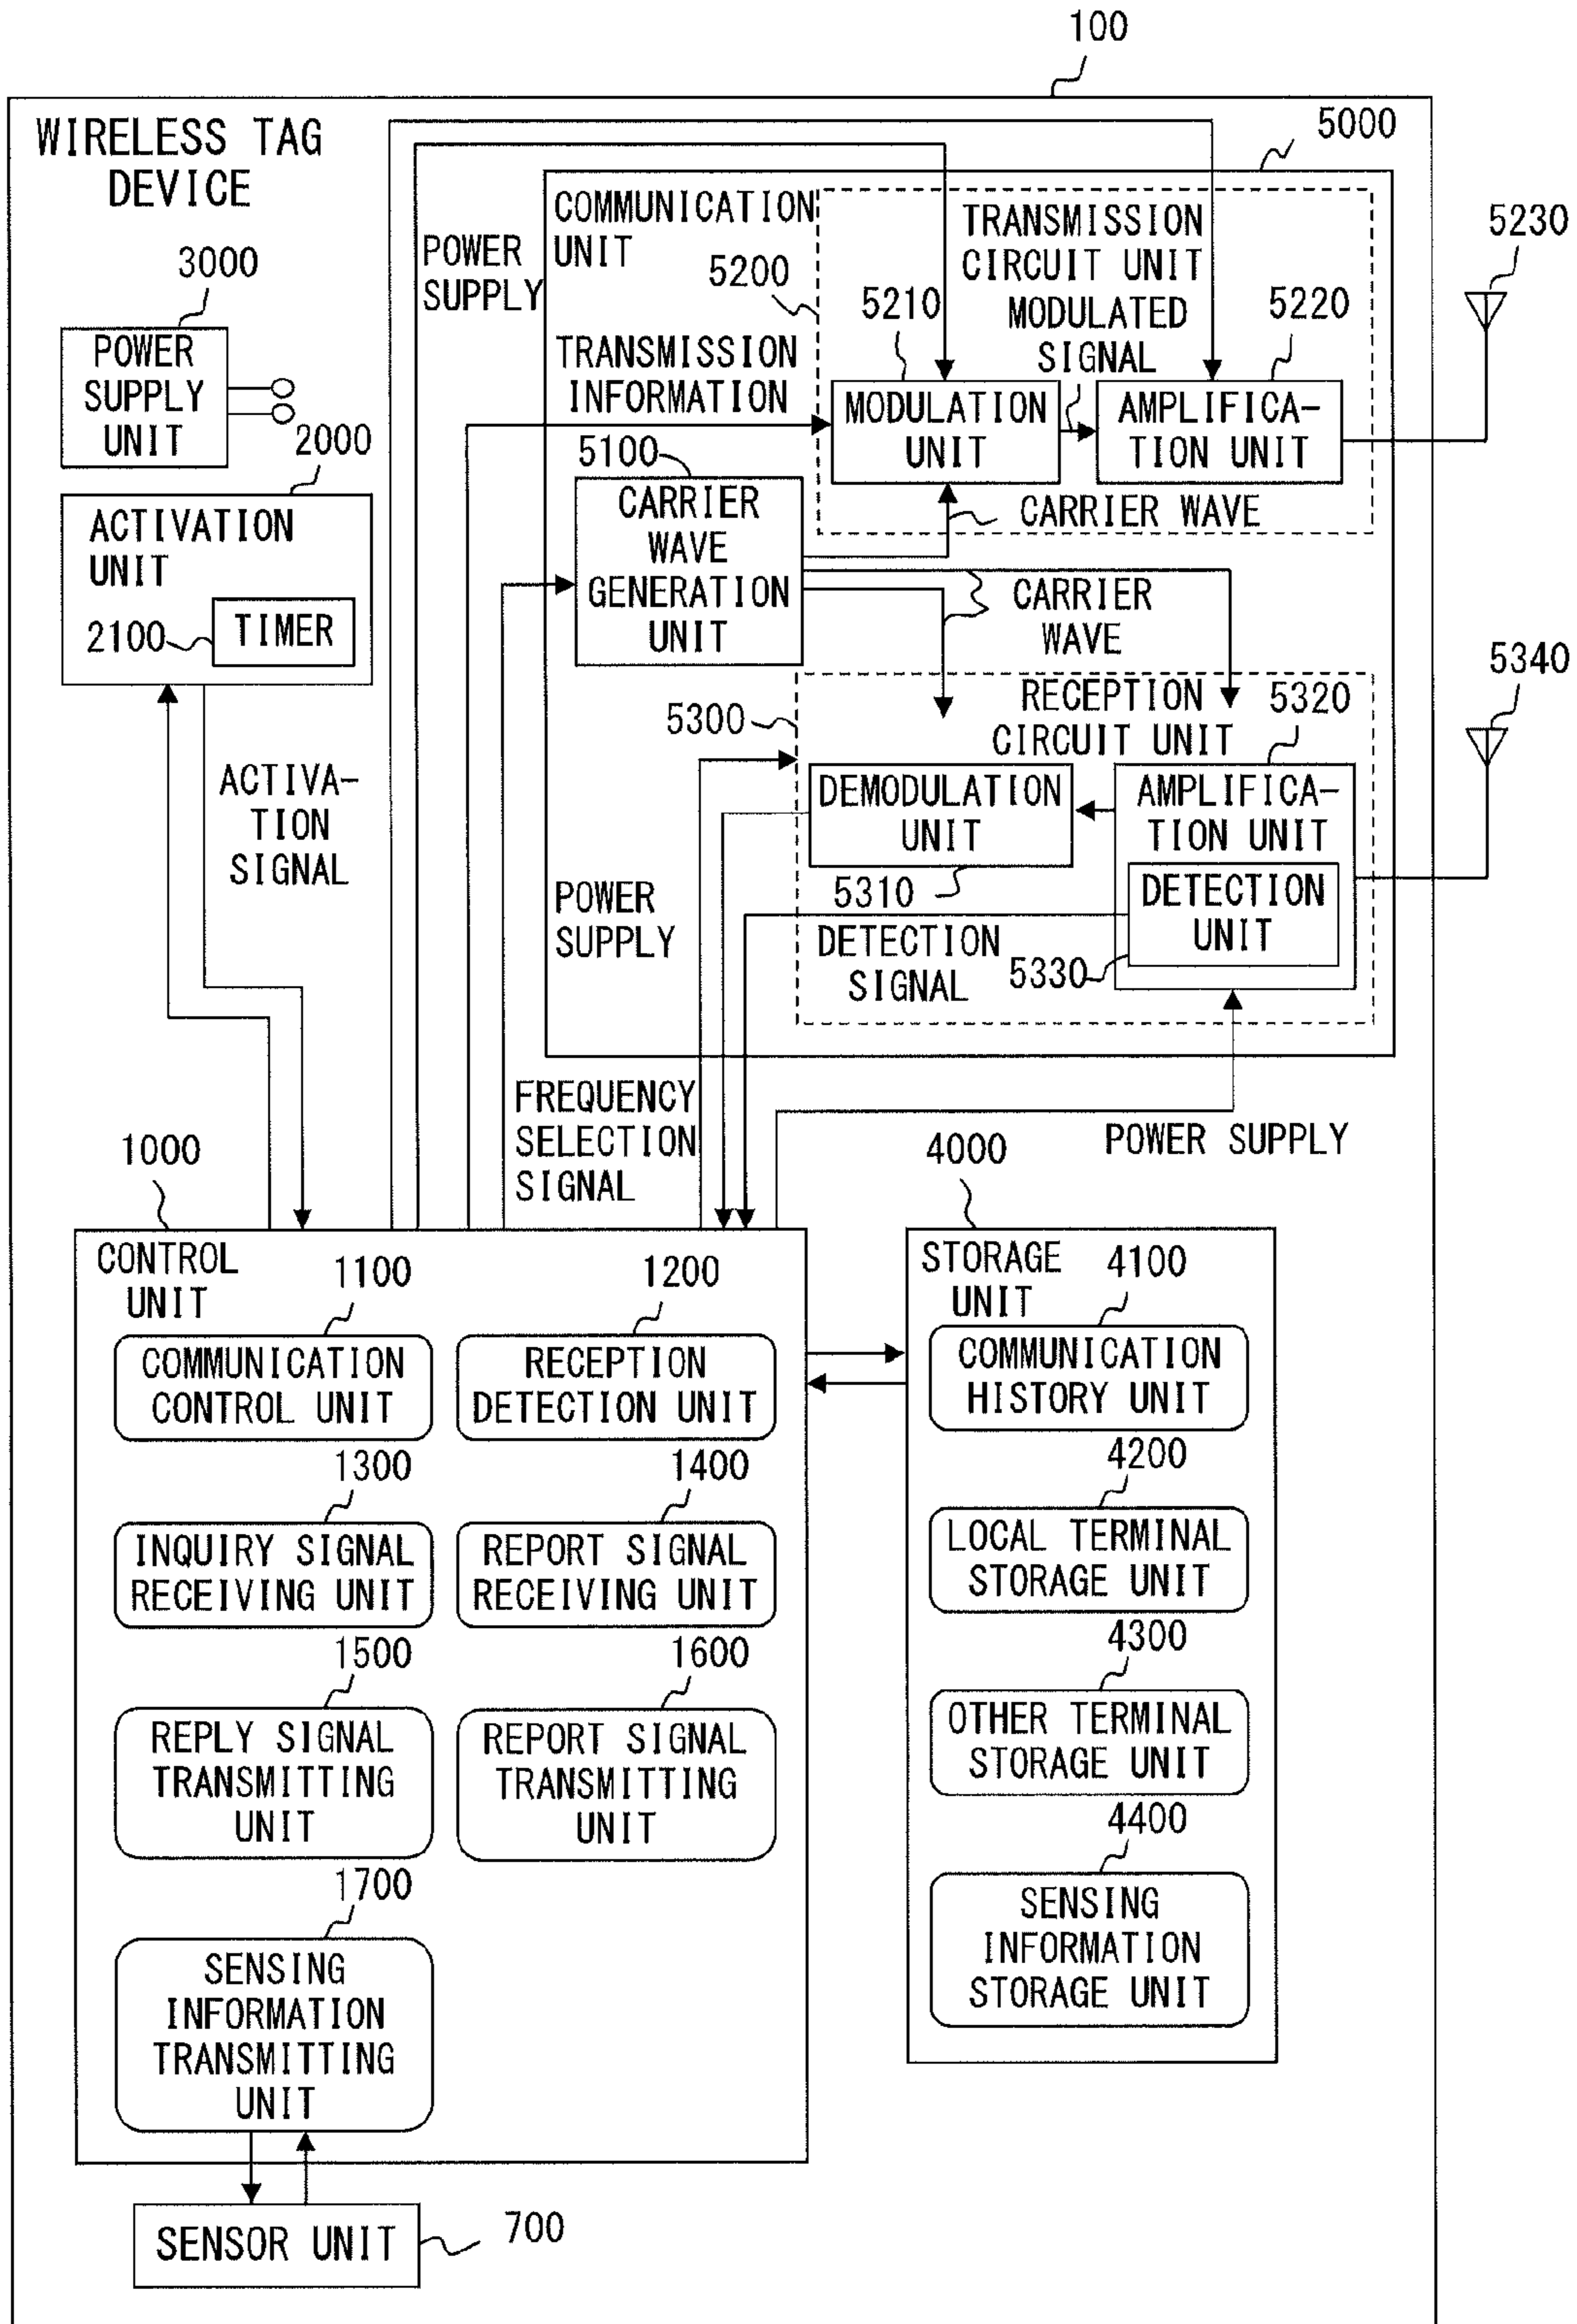 100
WIRELESS TAG
DEVICE
5000
COMMUNICATION
UNIT
POWER
SUPPLY
TRANSMISSION
CIRCUIT UNIT
5200
5230
3000
POWER
SUPPLY
UNIT
5210
MODULATED
SIGNAL
5220
TRANSMISSION
INFORMATION
MODULATION
UNIT
AMPLIFICA-
TION UNIT
2000
ACTIVATION
UNIT
2100
TIMER
5100
CARRIER
WAVE
GENERATION
UNIT
CARRIER WAVE
CARRIER
WAVE
5340
5300
RECEPTION
CIRCUIT UNIT
5320
ACTIVA-
TION
SIGNAL
DEMODULATION
UNIT
5310
AMPLIFICA-
TION UNIT
DETECTION
UNIT
5330
POWER
SUPPLY
DETECTION
SIGNAL
FREQUENCY
SELECTION
SIGNAL
POWER SUPPLY
1000
CONTROL
UNIT
1100
COMMUNICATION
CONTROL UNIT
1200
RECEPTION
DETECTION UNIT
1300
INQUIRY SIGNAL
RECEIVING UNIT
1400
REPORT SIGNAL
RECEIVING UNIT
1500
REPLY SIGNAL
TRANSMITTING
UNIT
1600
REPORT SIGNAL
TRANSMITTING
UNIT
1700
SENSING
INFORMATION
TRANSMITTING
UNIT
4000
STORAGE
UNIT
4100
COMMUNICATION
HISTORY UNIT
4200
LOCAL TERMINAL
STORAGE UNIT
4300
OTHER TERMINAL
STORAGE UNIT
4400
SENSING
INFORMATION
STORAGE UNIT
SENSOR UNIT
700